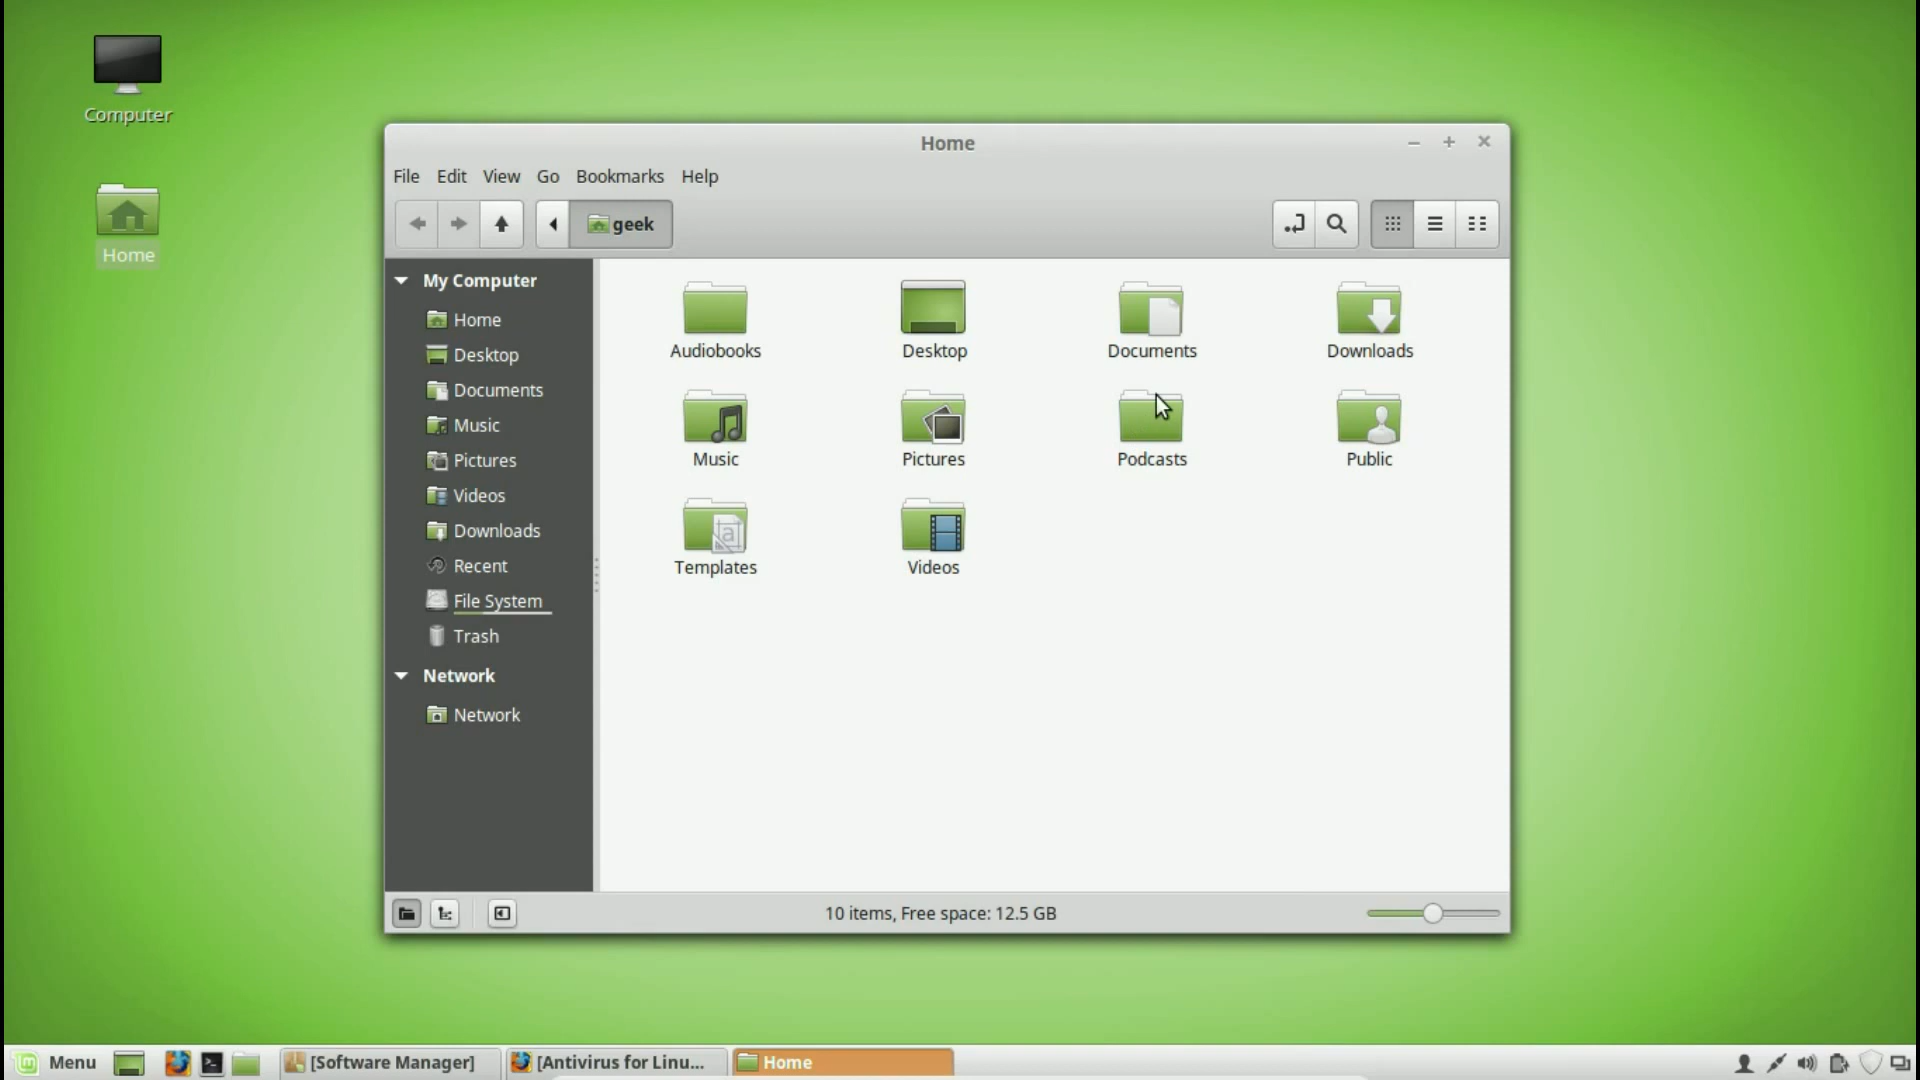 Computer
Home
Home
File Edit View Go Bookmarks Help
geek
My Computer
Home
Desktop
Documents
Music
Pictures
Videos
Downloads
Recent
File System
Trash
Network
Network
Audiobooks Desktop Documents Downloads
Music Pictures Podcasts Public
Templates Videos
10 items, Free space: 12.5 GB
Menu [Software Manager] [Antivirus for Linu... Home